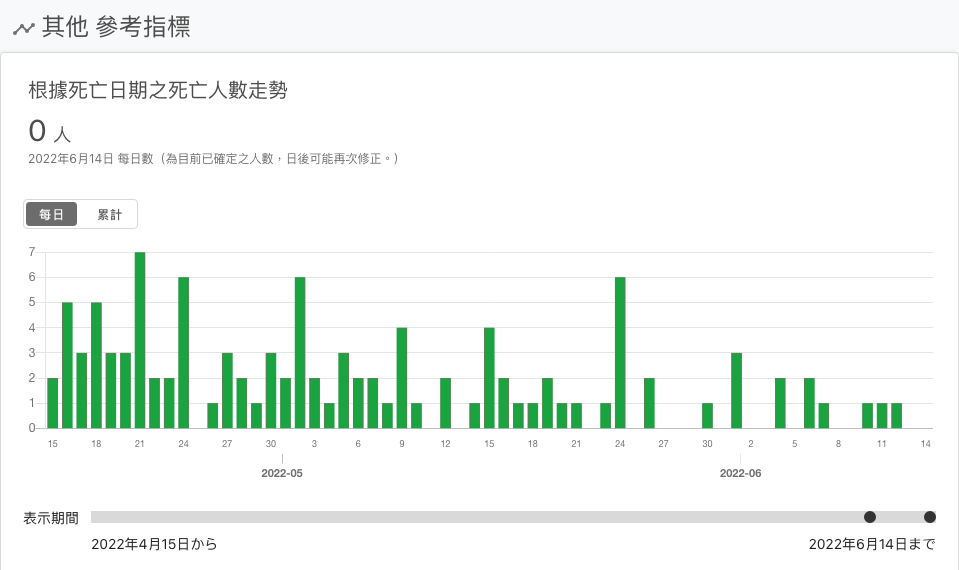 其他 參考指標
根據死亡日期之死亡人數走勢
0 人
2022年6月14日 每日數（為目前已確定之人數，日後可能再次修正。）
每日 累計
7
6
5
4
3
2
1
0
15 18 21 24 27 30 3 6 9 12 15 18 21 24 27 30 2 5 8 11 14
2022-05 2022-06
表示期間
2022年4月15日から 2022年6月14日まで